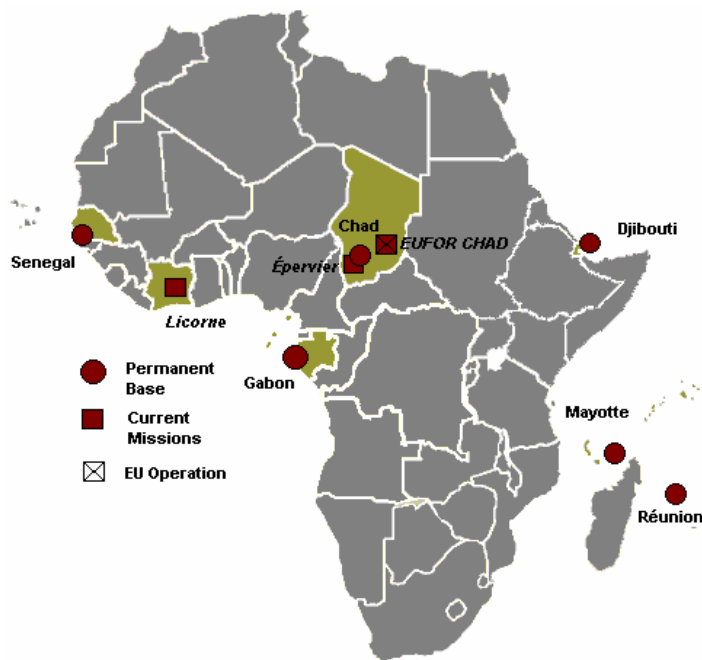 Chad
Djibouti
EUFOR CHAD
Senegal
Épervier
Licorne
Permanent
Base
Gabon
Current
Missions
Mayotte
EU Operation
Réunion